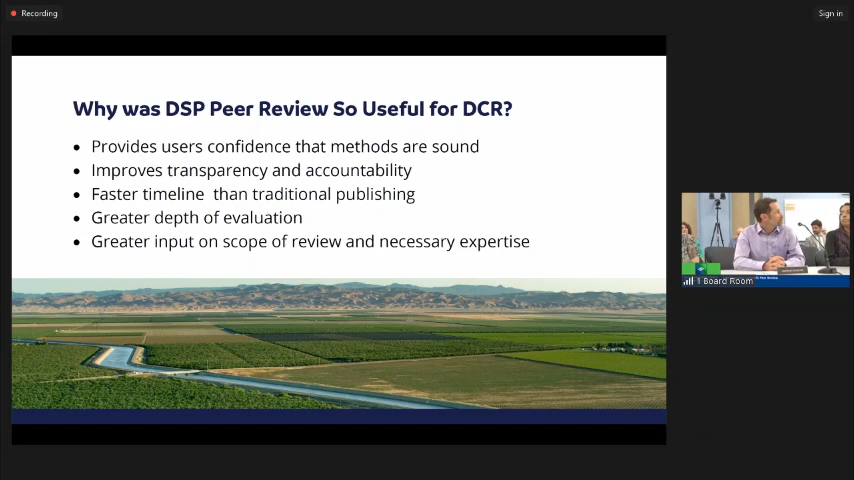 Recording
Sign in
Why was DSP Peer Review So Useful for DCR?
• Provides users confidence that methods are sound
• Improves transparency and accountability
• Faster timeline than traditional publishing
• Greater depth of evaluation
• Greater input on scope of review and necessary expertise
1 Board Room